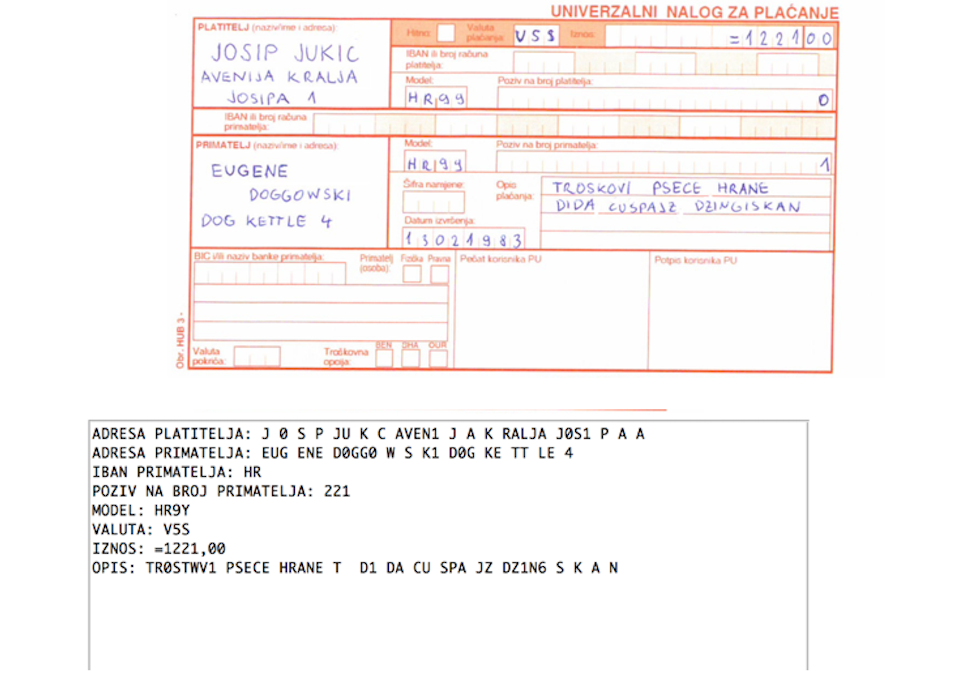 UNIVERZALNI NALOG ZA PLAĆANJE
PLATITELJ (naziv/ime i adresa):
JOSIP JUKIC
AVENIJA KRALJA
JOSIPA 1
Hitno:
Valuta plaćanja:
V S $
Iznos:
=122100
IBAN ili broj računa platitelja:
Model:
HR99
Poziv na broj platitelja:
0
IBAN ili broj računa primatelja:
PRIMATELJ (naziv/ime i adresa):
EUGENE
DOGGOWSKI
DOG KETTLE 4
Model:
HR99
Poziv na broj primatelja:
1
Šifra namjene:
Opis plaćanja:
TROSKOVI PSECE HRANE
DIDA CUSPAJZ DZINGISKAN
Datum izvršenja:
13021983
BIC i/ili naziv banke primatelja:
Primatelj (osoba):
Fizička
Pravna
Pečat korisnika PU
Potpis korisnika PU
Obr. HUB 3 -
Valuta pokrića:
Troškovna opcija:
BEN
SHA
OUR
ADRESA PLATITELJA: J 0 S P JU K C AVEN1 J A K RALJA J0S1 P A A
ADRESA PRIMATELJA: EUG ENE D0GG0 W S K1 D0G KE TT LE 4
IBAN PRIMATELJA: HR
POZIV NA BROJ PRIMATELJA: 221
MODEL: HR9Y
VALUTA: V5S
IZNOS: =1221,00
OPIS: TR0STWV1 PSECE HRANE T  D1 DA CU SPA JZ DZ1N6 S K A N